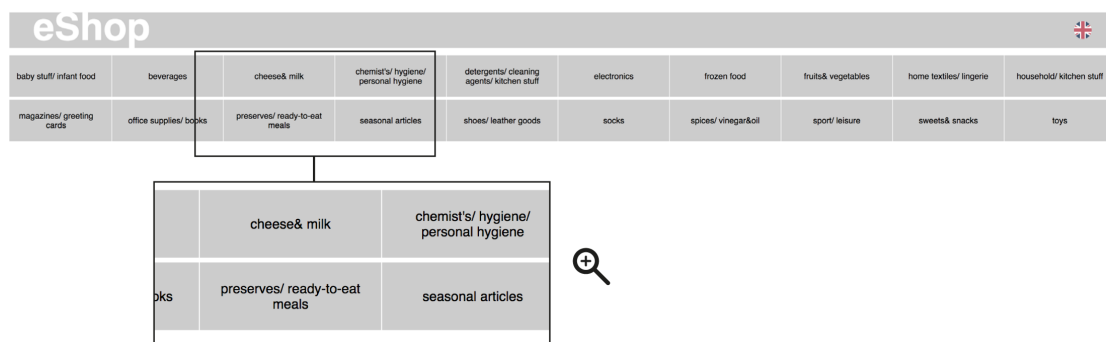 eShop
baby stuff/ infant food
beverages
cheese& milk
chemist's/ hygiene/
personal hygiene
detergents/ cleaning
agents/ kitchen stuff
electronics
frozen food
fruits& vegetables
home textiles/ lingerie
household/ kitchen stuff
magazines/ greeting
cards
office supplies/ books
preserves/ ready-to-eat
meals
seasonal articles
shoes/ leather goods
socks
spices/ vinegar&oil
sport/ leisure
sweets& snacks
toys
cheese& milk
chemist's/ hygiene/
personal hygiene
oks
preserves/ ready-to-eat
meals
seasonal articles